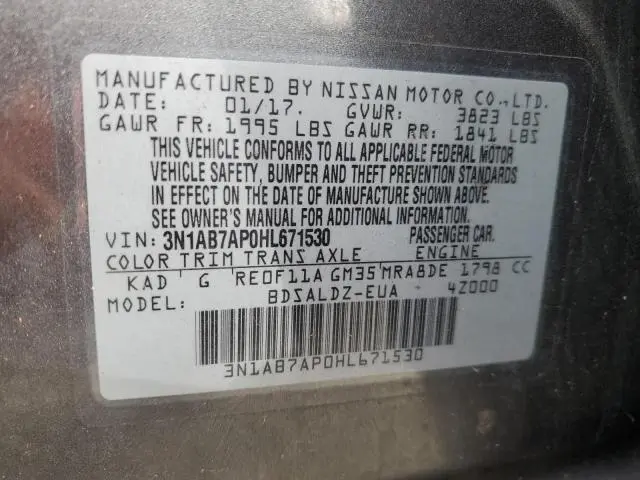 MANUFACTURED BY NISSAN MOTOR CO.,LTD.
DATE: 01/17. GVWR: 3823 LBS
GAWR FR: 1995 LBS GAWR RR: 1841 LBS
THIS VEHICLE CONFORMS TO ALL APPLICABLE FEDERAL MOTOR
VEHICLE SAFETY, BUMPER AND THEFT PREVENTION STANDARDS
IN EFFECT ON THE DATE OF MANUFACTURE SHOWN ABOVE.
SEE OWNER'S MANUAL FOR ADDITIONAL INFORMATION
VIN: 3N1AB7AP0HL671530 PASSENGER CAR.
COLOR TRIM TRANS AXLE ENGINE
KAD G RE0F11A GM35 MRA8DE 1798 CC
MODEL: BDSALDZ-EUA 4Z000
3N1AB7AP0HL671530